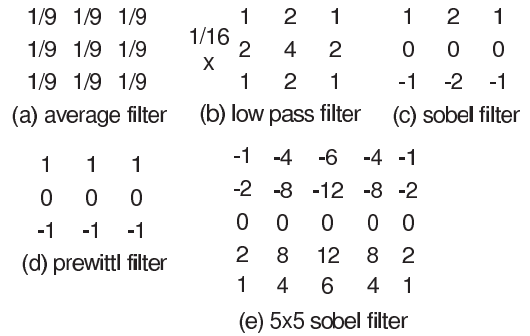 1/9 1/9 1/9
1/9 1/9 1/9
1/9 1/9 1/9
(a) average filter
1/16
x
1 2 1
2 4 2
1 2 1
(b) low pass filter
1 2 1
0 0 0
-1 -2 -1
(c) sobel filter
1 1 1
0 0 0
-1 -1 -1
(d) prewittl filter
-1 -4 -6 -4 -1
-2 -8 -12 -8 -2
0 0 0 0 0
2 8 12 8 2
1 4 6 4 1
(e) 5x5 sobel filter